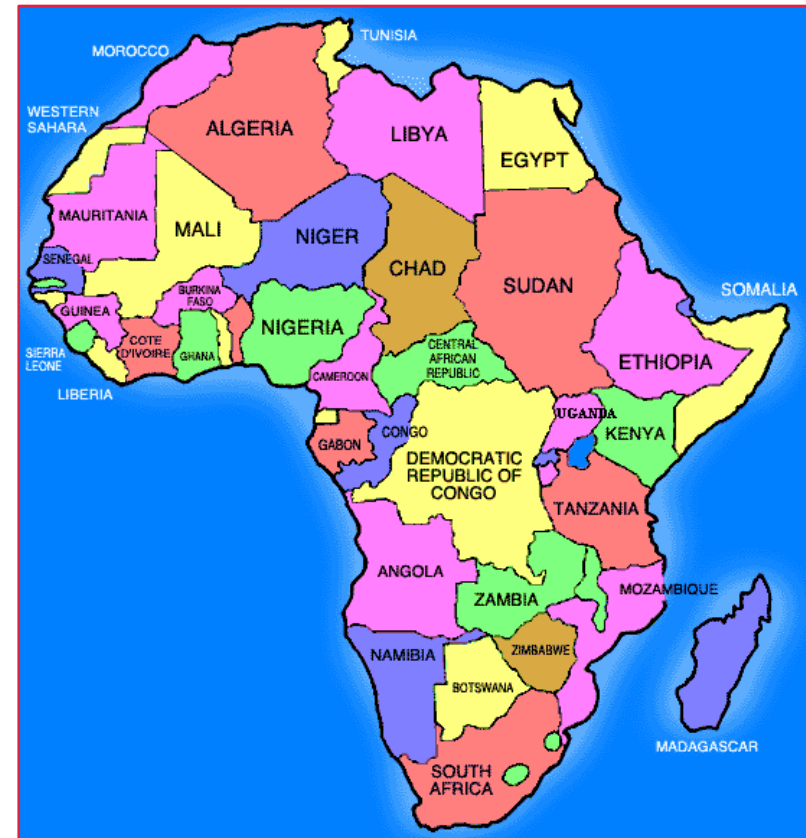 TUNISIA
MOROCCO
WESTERN
SAHARA
ALGERIA
LIBYA
EGYPT
MAURITANIA
MALI
NIGER
CHAD
SUDAN
SENEGAL
BURKINA
FASO
SOMALIA
GUINEA
NIGERIA
COTE
D'IVOIRE
GHANA
CENTRAL
AFRICAN
REPUBLIC
ETHIOPIA
SIERRA
LEONE
LIBERIA
CAMEROON
UGANDA
KENYA
CONGO
GABON
DEMOCRATIC
REPUBLIC OF
CONGO
TANZANIA
ANGOLA
ZAMBIA
MOZAMBIQUE
NAMIBIA
ZIMBABWE
BOTSWANA
MADAGASCAR
SOUTH
AFRICA